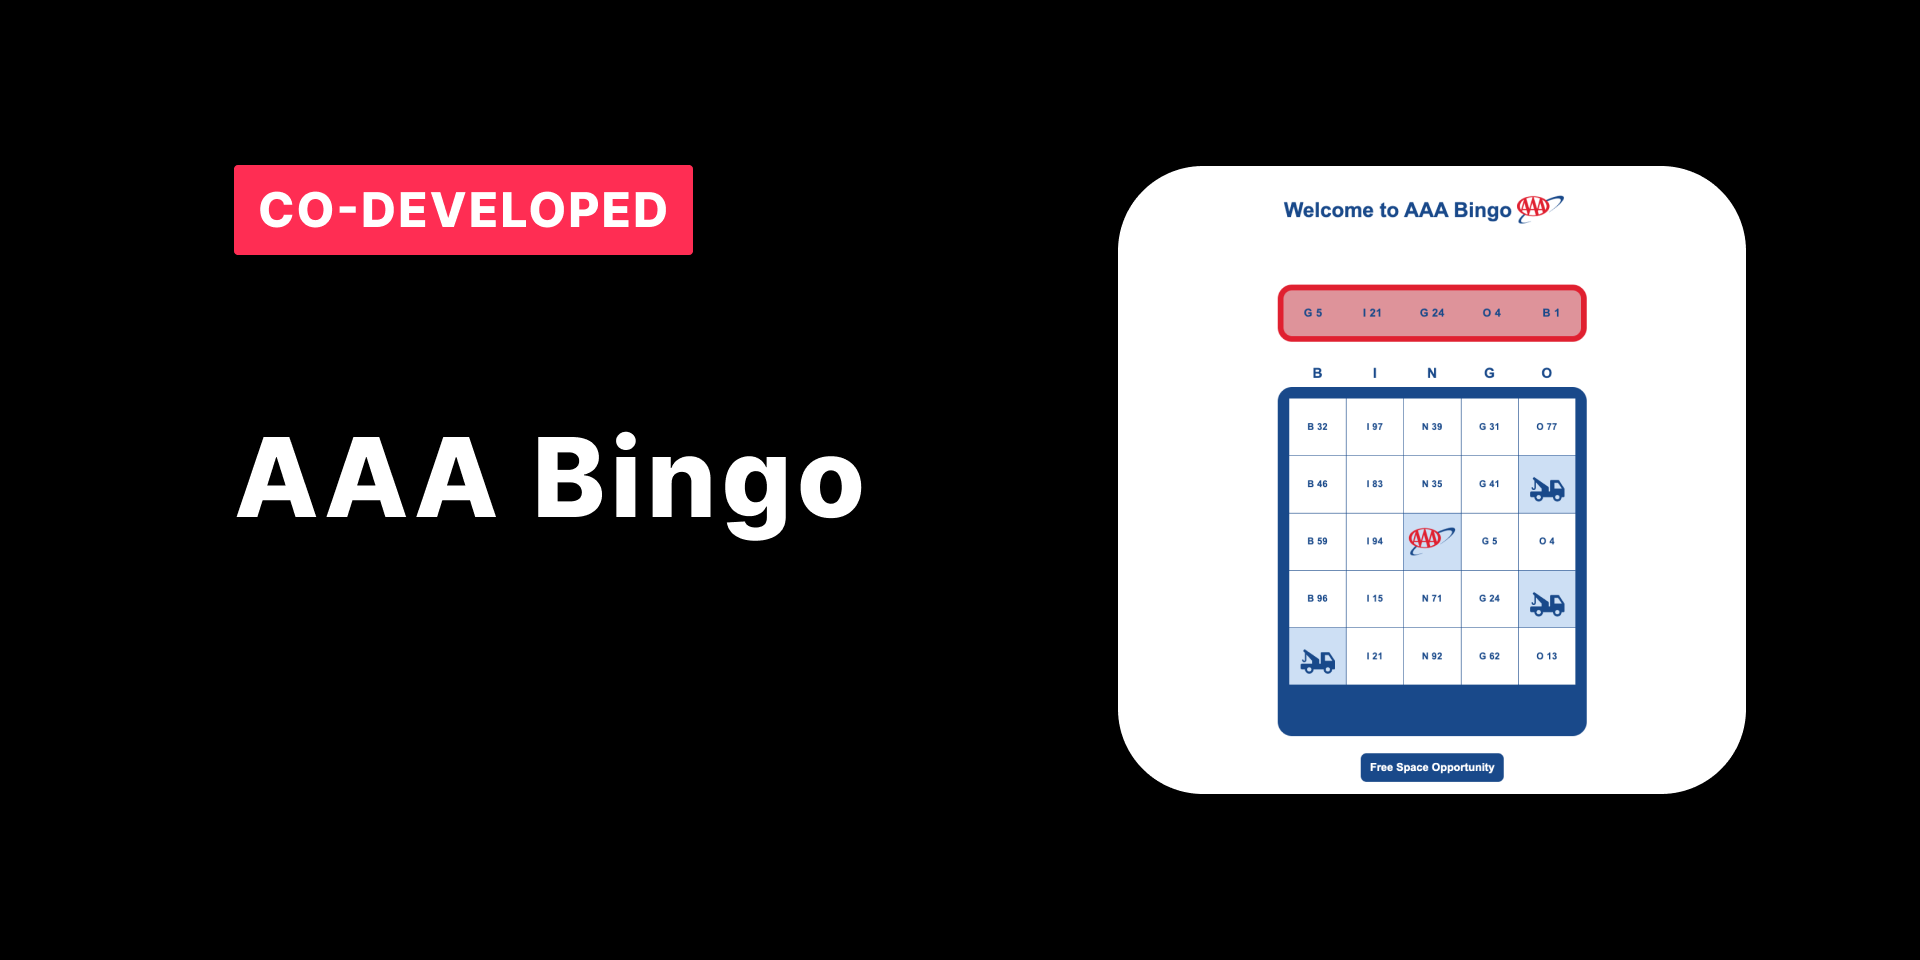 CO-DEVELOPED
AAA Bingo
Welcome to AAA Bingo AAA
G 5 I 21 G 24 O 4 B 1
B I N G O
B 32 I 97 N 39 G 31 O 77
B 46 I 83 N 35 G 41
B 59 I 94 AAA G 5 O 4
B 96 I 15 N 71 G 24
I 21 N 92 G 62 O 13
Free Space Opportunity